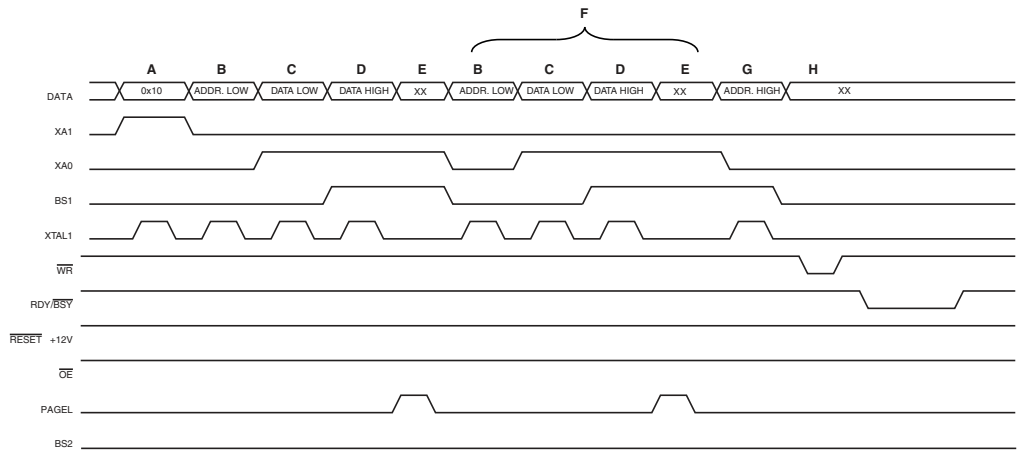 F
A B C D E B C D E G H
DATA 0x10 ADDR. LOW DATA LOW DATA HIGH XX ADDR. LOW DATA LOW DATA HIGH XX ADDR. HIGH XX
XA1
XA0
BS1
XTAL1
WR
RDY/BSY
RESET +12V
OE
PAGEL
BS2